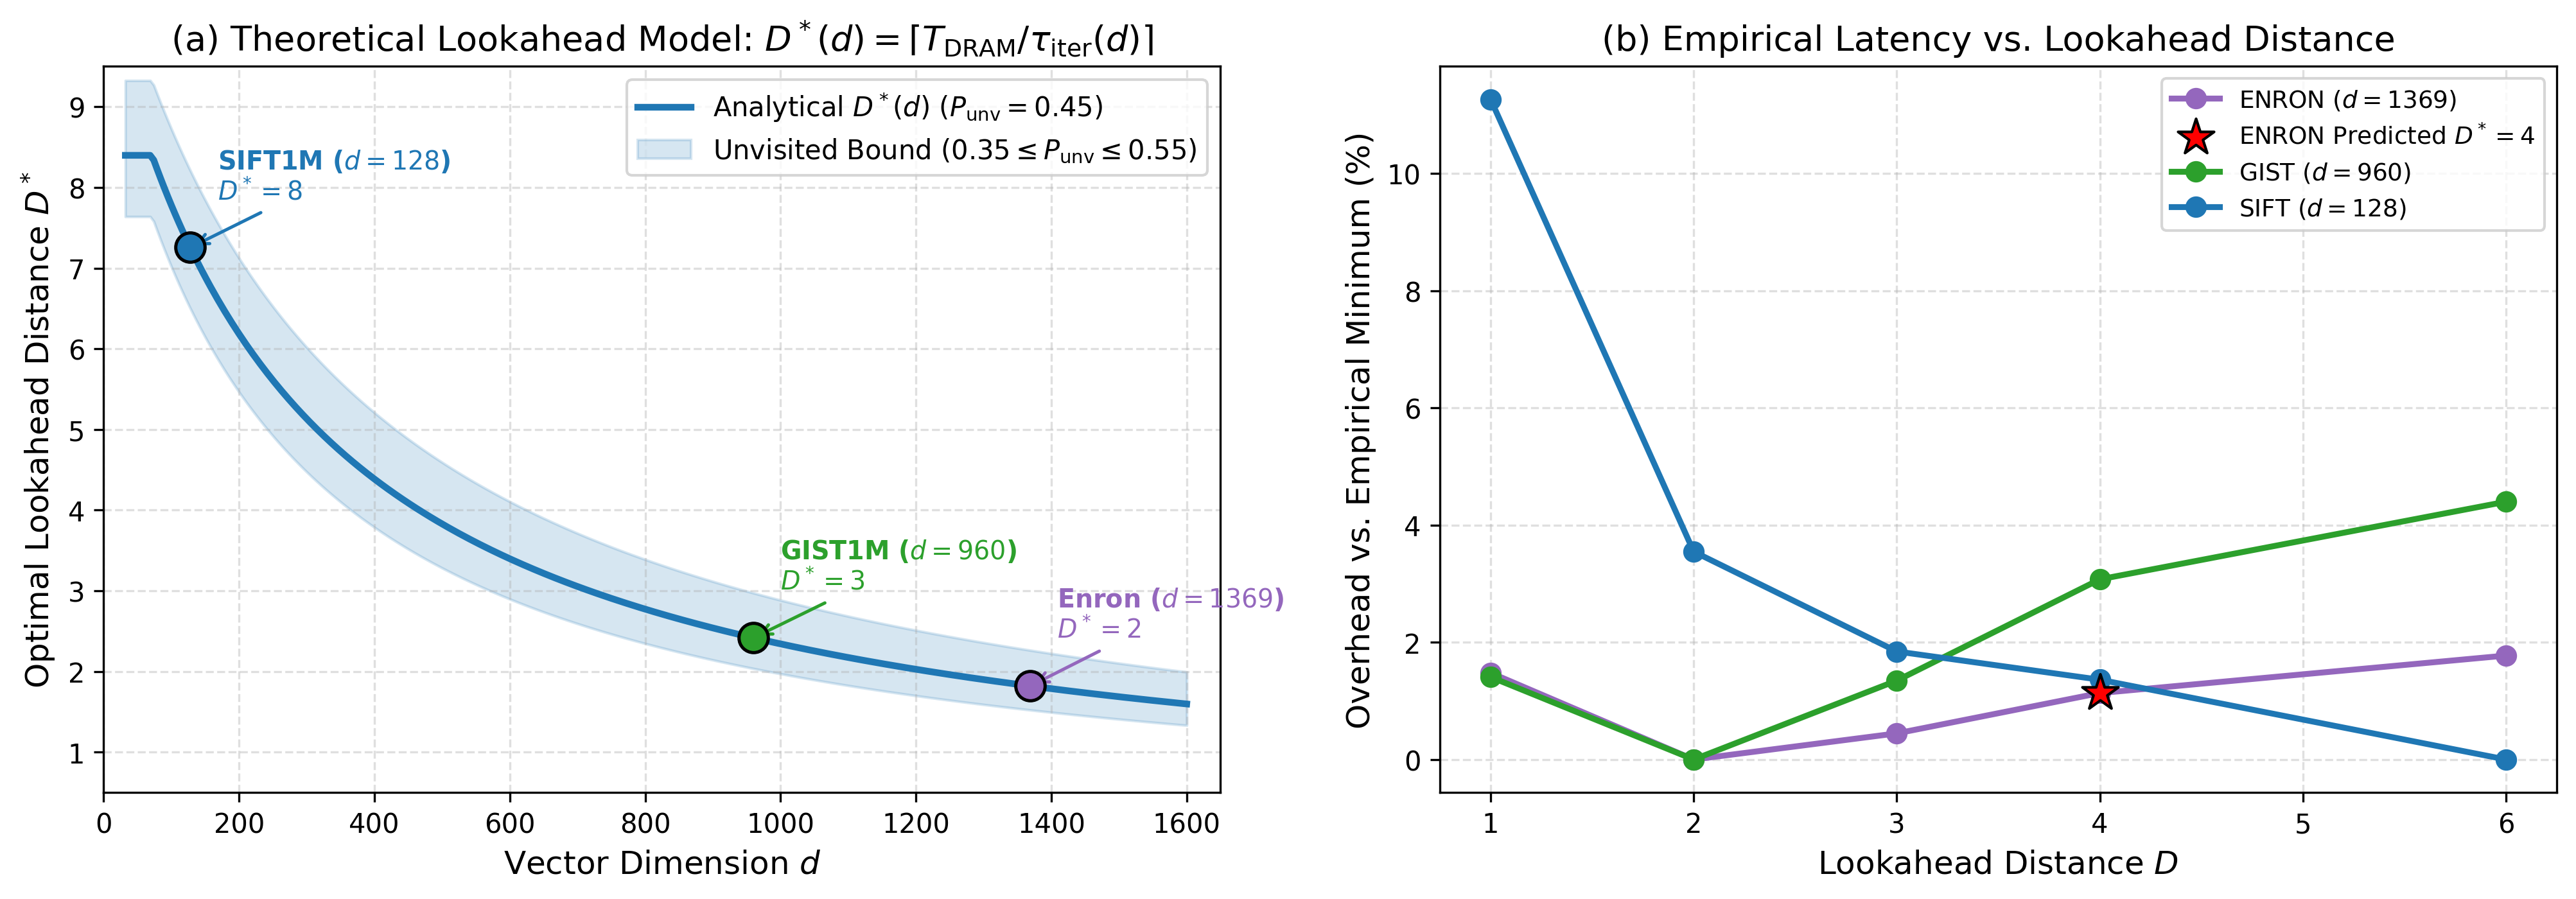 (a) Theoretical Lookahead Model: D*(d) = ⌈T_DRAM/τ_iter(d)⌉
Optimal Lookahead Distance D*
9
8
7
6
5
4
3
2
1
Analytical D*(d) (P_unv = 0.45)
Unvisited Bound (0.35 ≤ P_unv ≤ 0.55)
SIFT1M (d = 128)
D* = 8
GIST1M (d = 960)
D* = 3
Enron (d = 1369)
D* = 2
0 200 400 600 800 1000 1200 1400 1600
Vector Dimension d
(b) Empirical Latency vs. Lookahead Distance
Overhead vs. Empirical Minimum (%)
10
8
6
4
2
0
ENRON (d = 1369)
ENRON Predicted D* = 4
GIST (d = 960)
SIFT (d = 128)
1 2 3 4 5 6
Lookahead Distance D